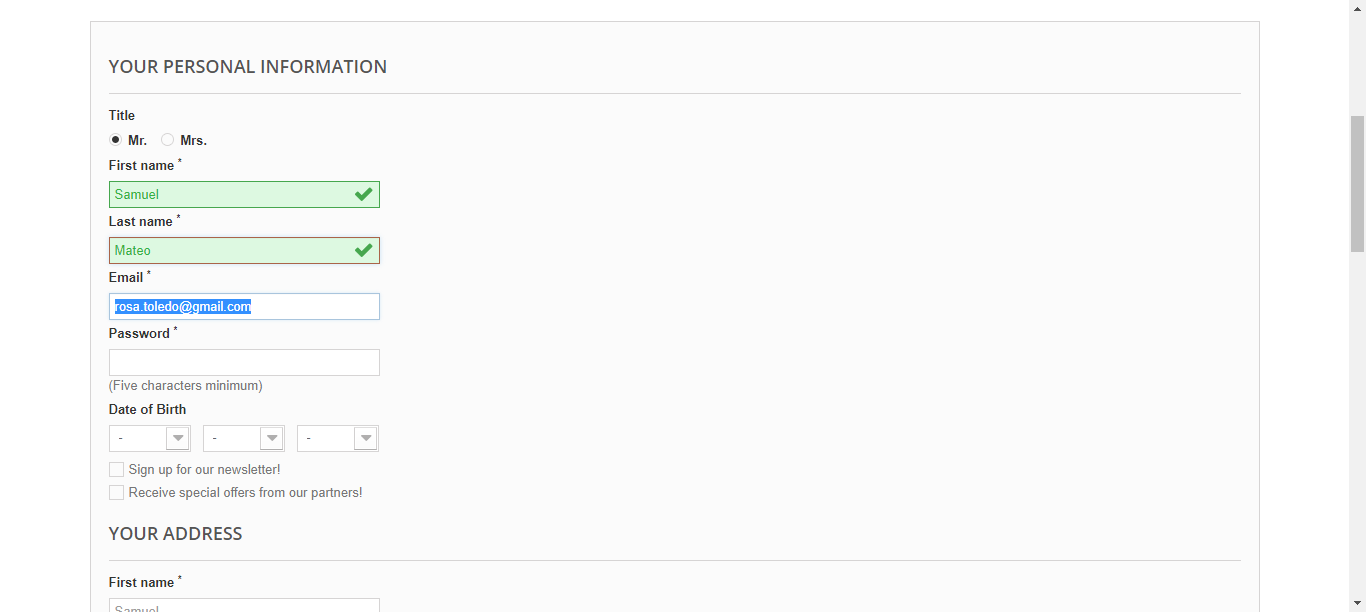 YOUR PERSONAL INFORMATION
Title
Mr. Mrs.
First name *
Samuel
Last name *
Mateo
Email *
rosa.toledo@gmail.com
Password *
(Five characters minimum)
Date of Birth
- - -
Sign up for our newsletter!
Receive special offers from our partners!
YOUR ADDRESS
First name *
Samuel